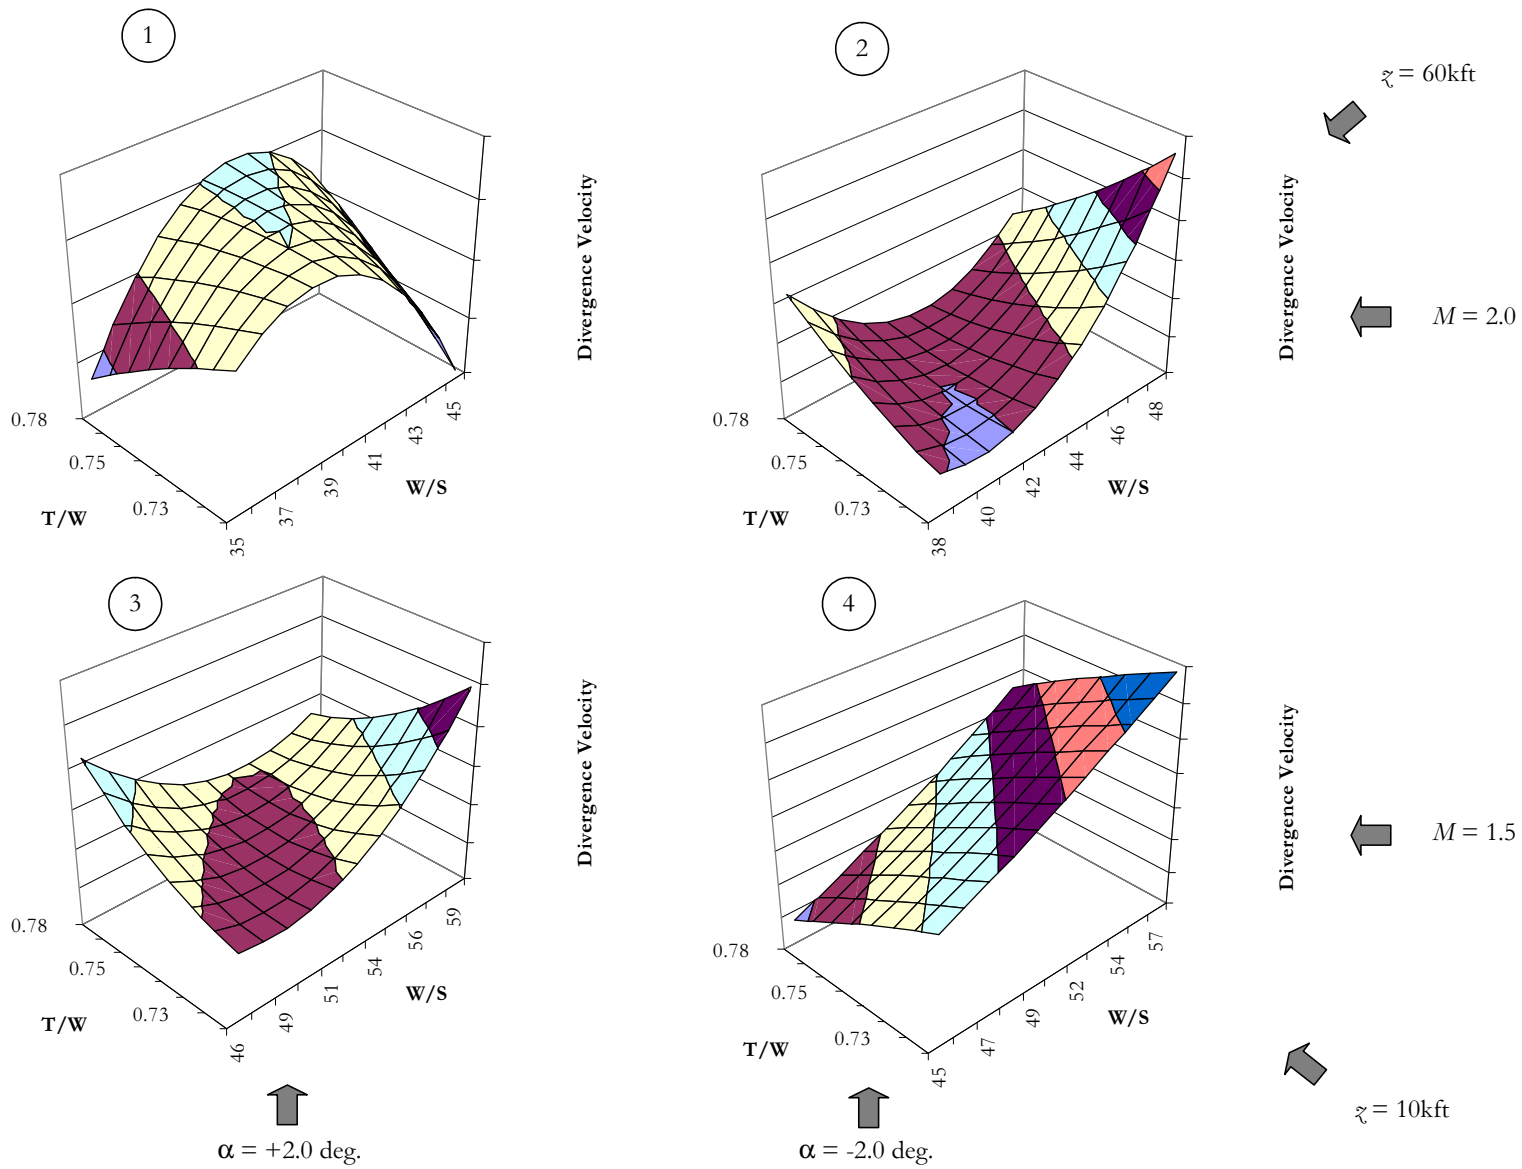 1
2
z = 60kft
Divergence Velocity
Divergence Velocity
M = 2.0
0.78
0.75
0.73
T/W
35
37
39
41
43
45
W/S
0.78
0.75
0.73
T/W
38
40
42
44
46
48
W/S
3
4
Divergence Velocity
Divergence Velocity
M = 1.5
0.78
0.75
0.73
T/W
46
49
51
54
56
59
W/S
0.78
0.75
0.73
T/W
45
47
49
52
54
57
W/S
z = 10kft
α = +2.0 deg.
α = -2.0 deg.